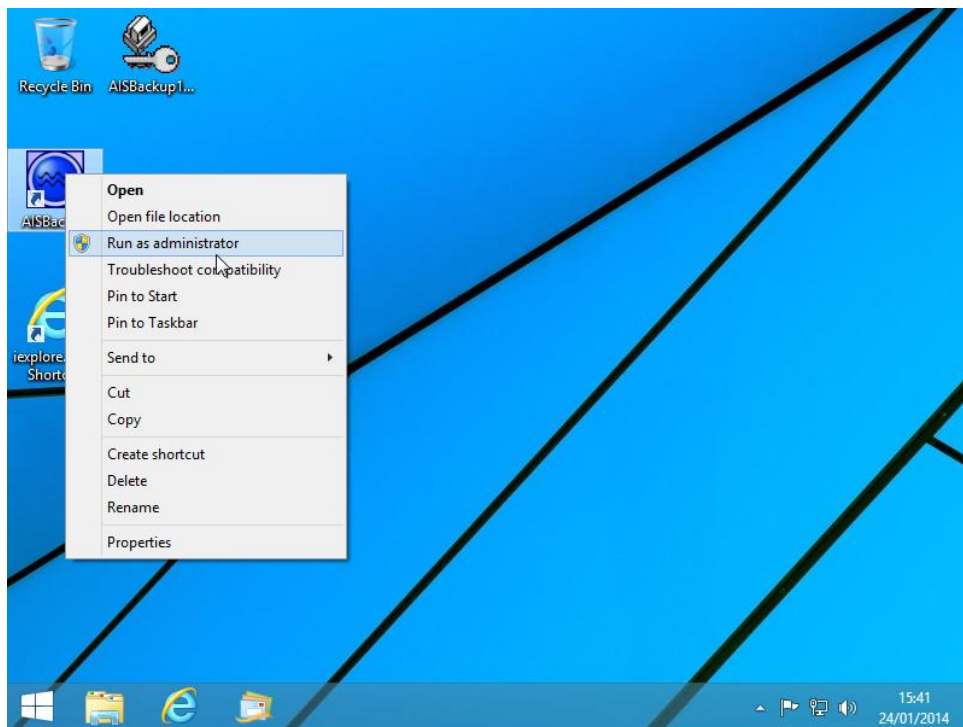 Recycle Bin
AISBackup1...
AISBac
iexplore.
Shortc
Open
Open file location
Run as administrator
Troubleshoot compatibility
Pin to Start
Pin to Taskbar
Send to
Cut
Copy
Create shortcut
Delete
Rename
Properties
15:41
24/01/2014